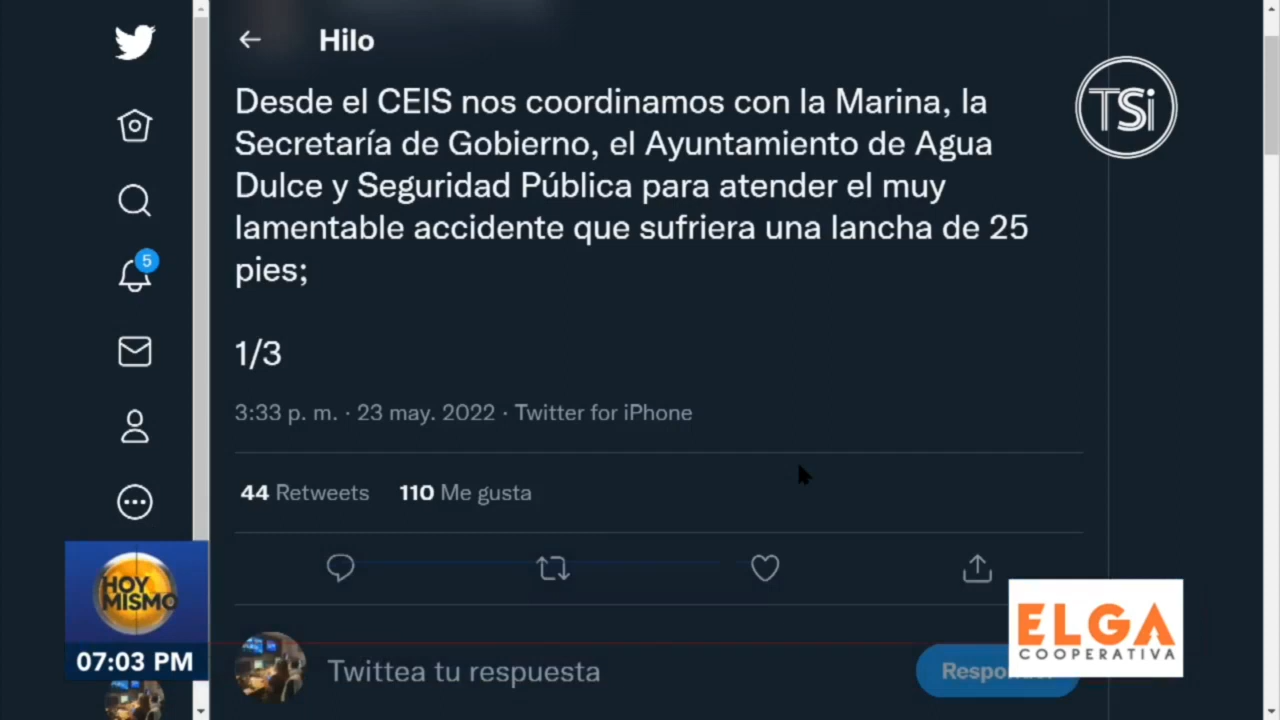 Hilo
TSi
Desde el CEIS nos coordinamos con la Marina, la
Secretaría de Gobierno, el Ayuntamiento de Agua
Dulce y Seguridad Pública para atender el muy
lamentable accidente que sufriera una lancha de 25
pies;
5
1/3
3:33 p. m. · 23 may. 2022 · Twitter for iPhone
44 Retweets 110 Me gusta
HOY
MISMO
07:03 PM
Twittea tu respuesta
Respo
ELGA
COOPERATIVA